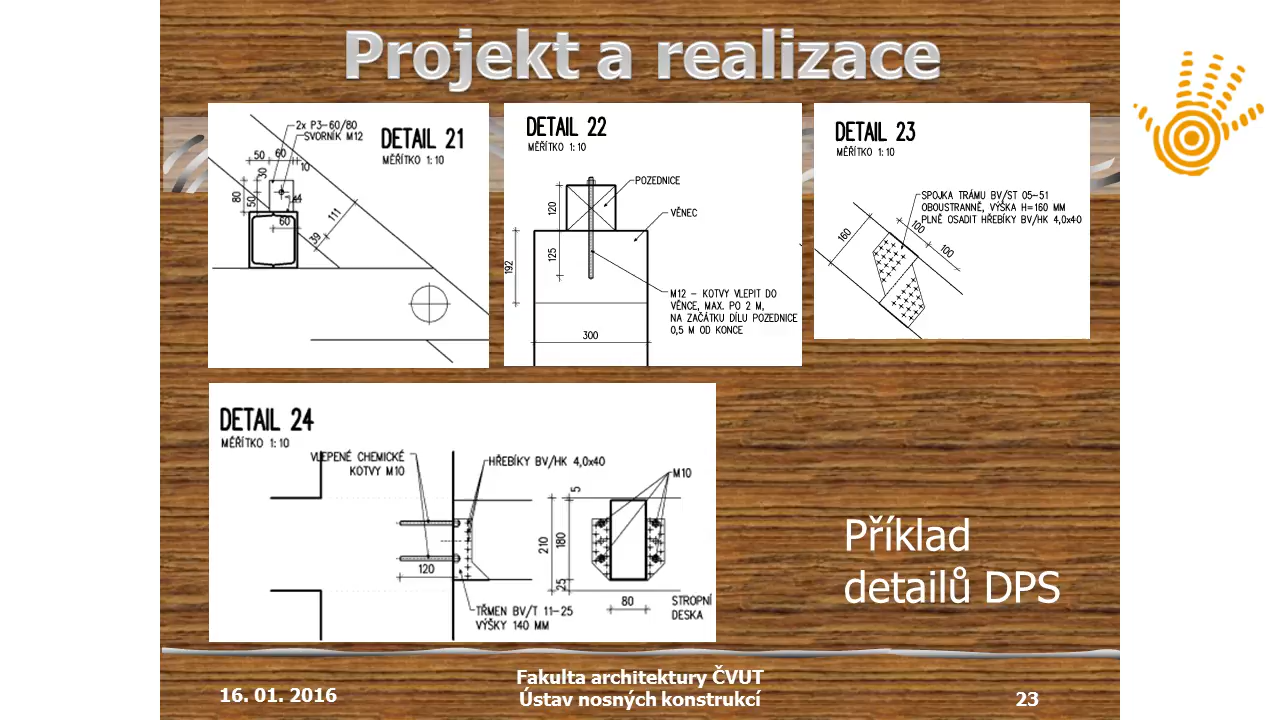 Projekt a realizace
DETAIL 21
MĚŘÍTKO 1:10
2x P3-60/80
SVORNÍK M12
50
60
10
30
80
50
44
60
111
39
DETAIL 22
MĚŘÍTKO 1:10
POZEDNICE
VĚNEC
120
125
192
M12 - KOTVY VLEPIT DO
VĚNCE, MAX. PO 2 M,
NA ZAČÁTKU DÍLU POZEDNICE
0,5 M OD KONCE
300
DETAIL 23
MĚŘÍTKO 1:10
SPOJKA TRÁMU BV/ST 05-51
OBOUSTRANNĚ, VÝŠKA H=160 MM
PLNĚ OSADIT HŘEBÍKY BV/HK 4,0x40
160
100
100
DETAIL 24
MĚŘÍTKO 1:10
VLEPENÉ CHEMICKÉ
KOTVY M10
HŘEBÍKY BV/HK 4,0x40
M10
5
210
180
25
120
80
TŘMEN BV/T 11-25
VÝŠKY 140 MM
STROPNÍ
DESKA
Příklad
detailů DPS
16. 01. 2016
Fakulta architektury ČVUT
Ústav nosných konstrukcí
23